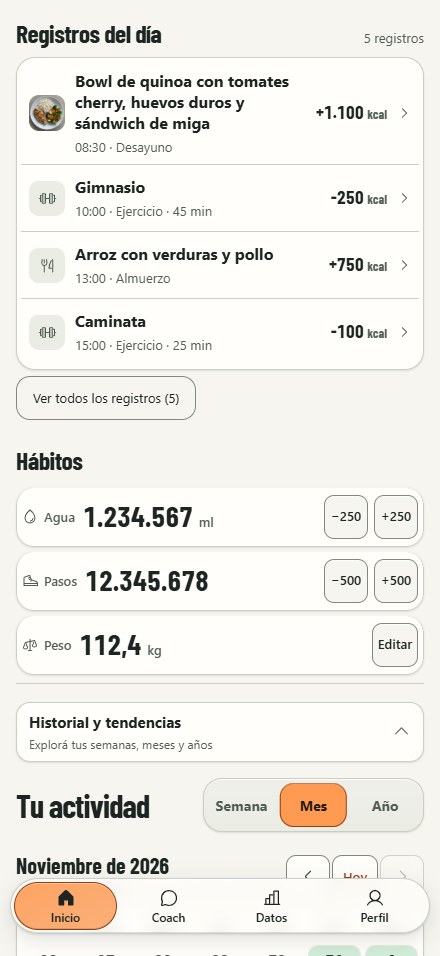 Registros del día
5 registros
Bowl de quinoa con tomates
cherry, huevos duros y
sándwich de miga
08:30 · Desayuno
+1.100 kcal
Gimnasio
10:00 · Ejercicio · 45 min
-250 kcal
Arroz con verduras y pollo
13:00 · Almuerzo
+750 kcal
Caminata
15:00 · Ejercicio · 25 min
-100 kcal
Ver todos los registros (5)
Hábitos
Agua 1.234.567 ml
−250 +250
Pasos 12.345.678
−500 +500
Peso 112,4 kg
Editar
Historial y tendencias
Explorá tus semanas, meses y años
Tu actividad
Semana Mes Año
Noviembre de 2026
Hoy
Inicio Coach Datos Perfil